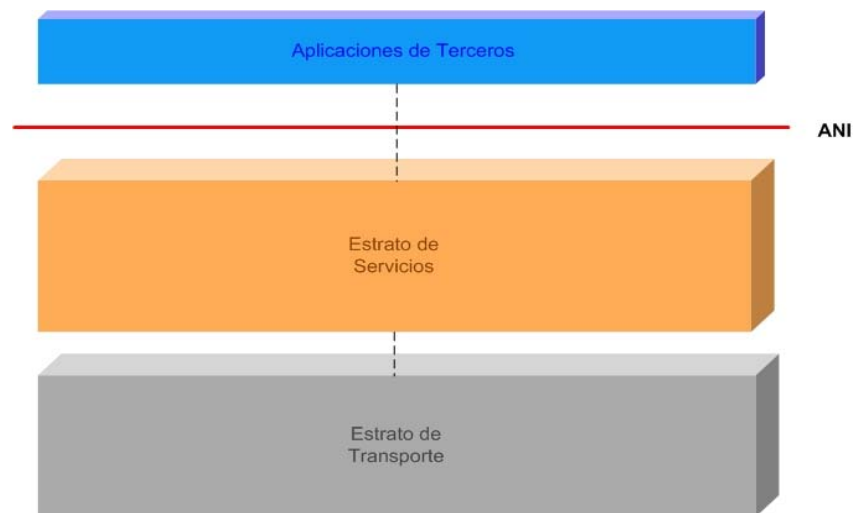 Aplicaciones de Terceros
ANI
Estrato de
Servicios
Estrato de
Transporte